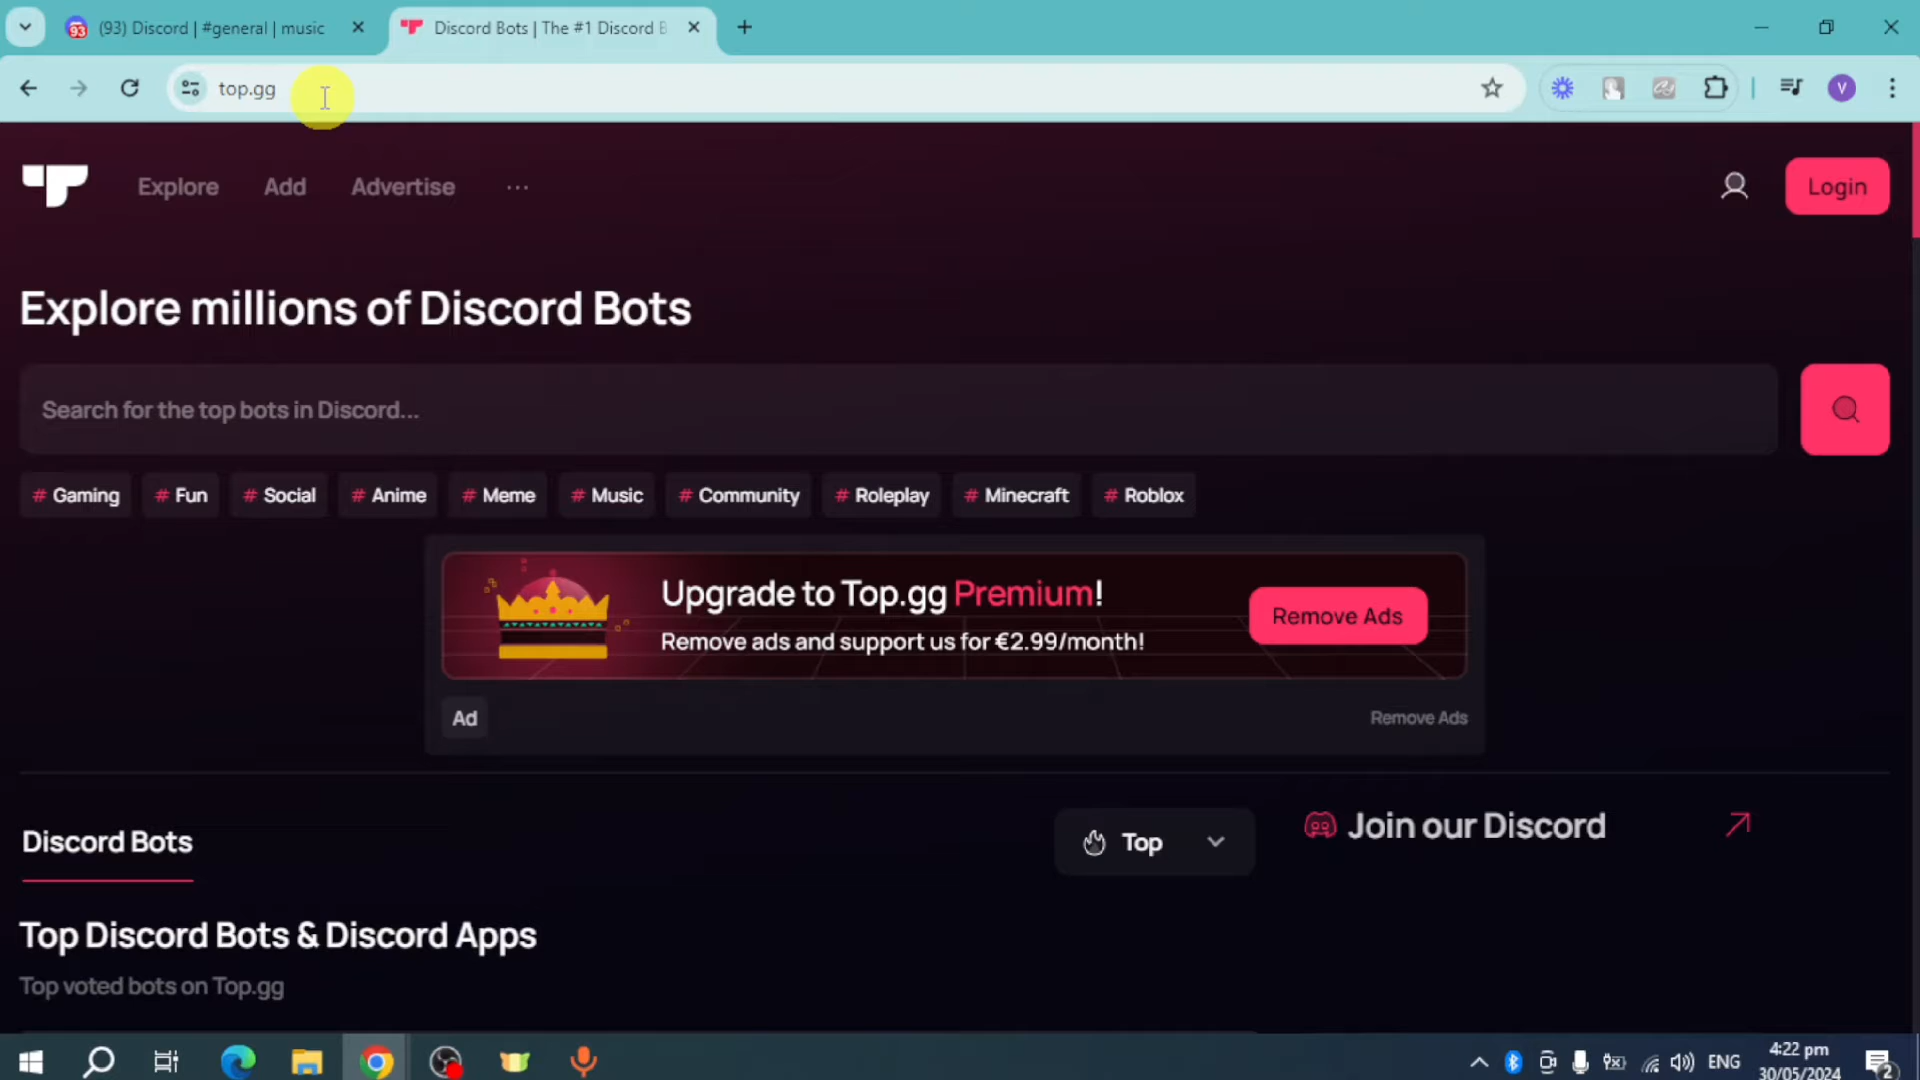 93 (93) Discord | #general | music
Discord Bots | The #1 Discord B
top.gg
V
Explore Add Advertise ...
Login
Explore millions of Discord Bots
Search for the top bots in Discord...
# Gaming # Fun # Social # Anime # Meme # Music # Community # Roleplay # Minecraft # Roblox
Upgrade to Top.gg Premium!
Remove ads and support us for €2.99/month!
Remove Ads
Ad
Remove Ads
Discord Bots
Top
Join our Discord
Top Discord Bots & Discord Apps
Top voted bots on Top.gg
ENG
4:22 pm
30/05/2024
2